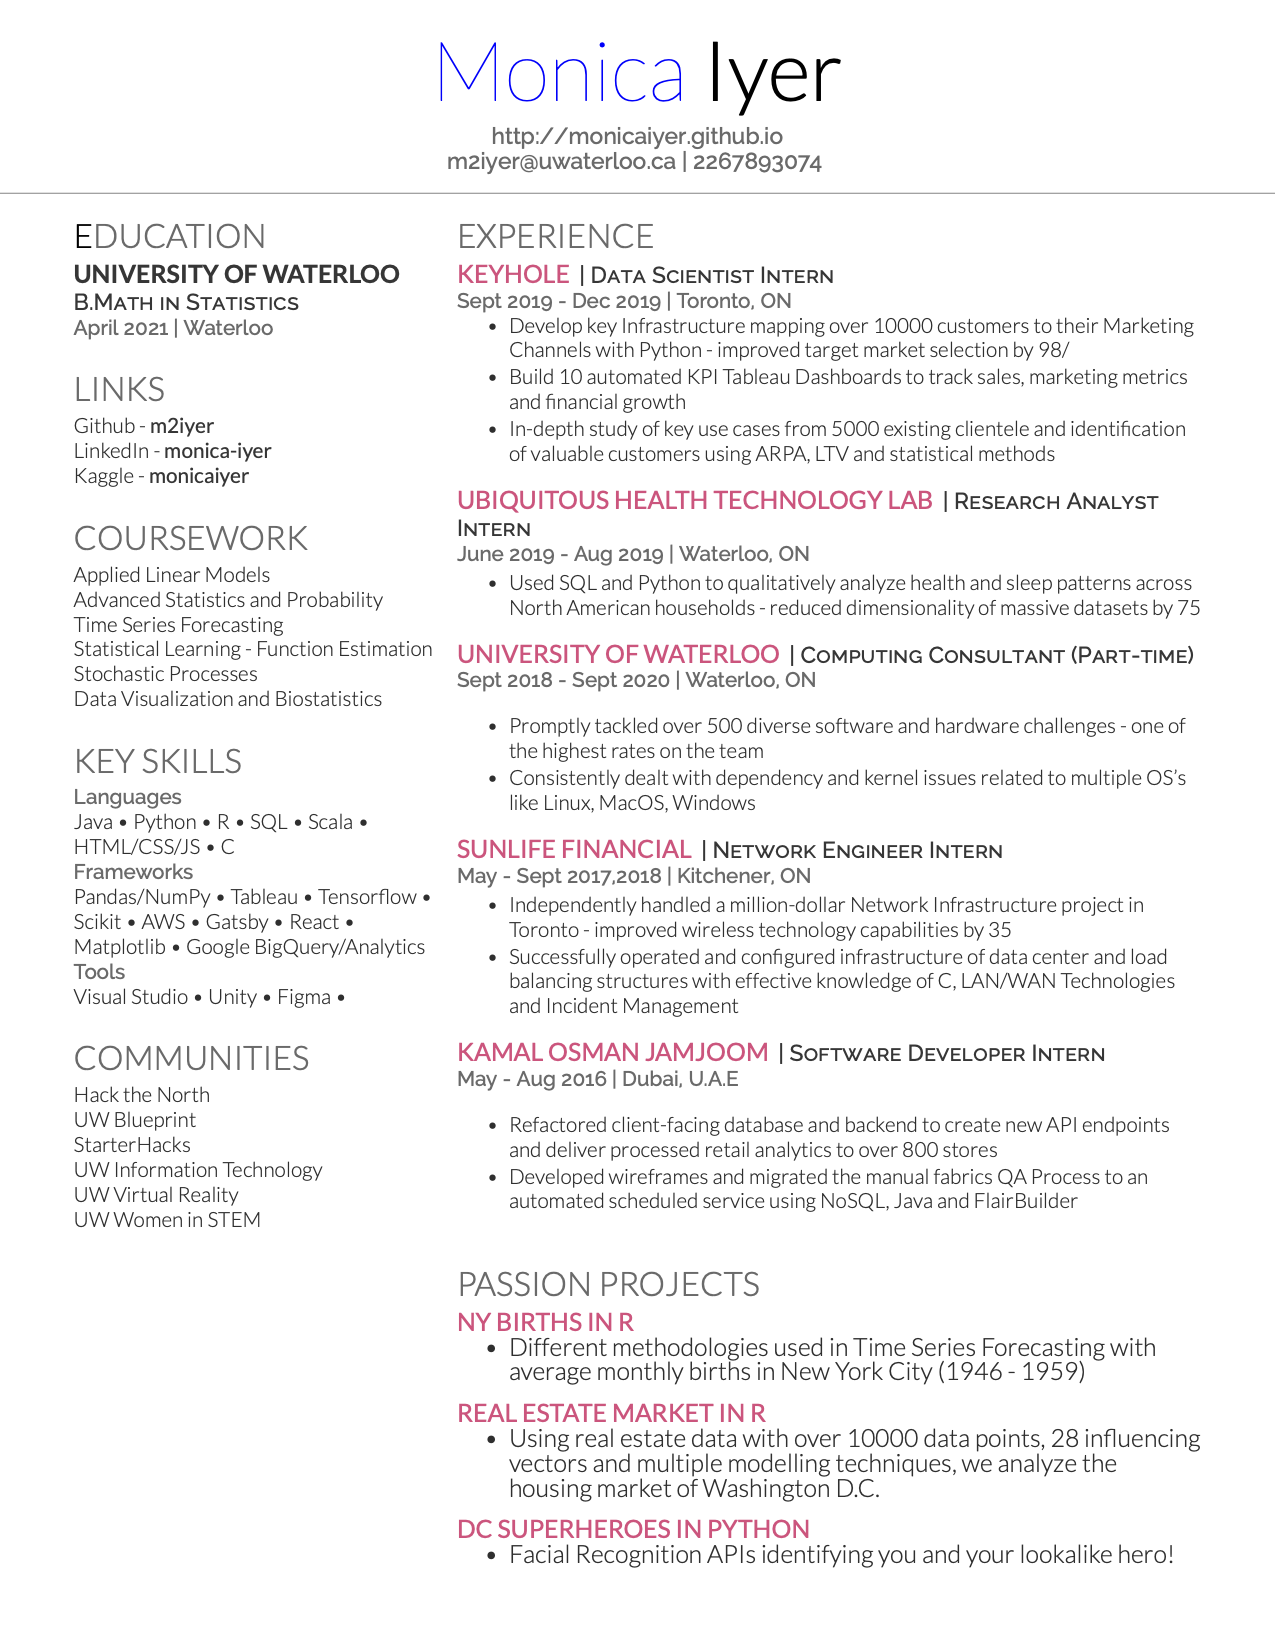 Monica Iyer
http://monicaiyer.github.io
m2iyer@uwaterloo.ca | 2267893074
EDUCATION
UNIVERSITY OF WATERLOO
B.Math in Statistics
April 2021 | Waterloo
LINKS
Github - m2iyer
LinkedIn - monica-iyer
Kaggle - monicaiyer
COURSEWORK
Applied Linear Models
Advanced Statistics and Probability
Time Series Forecasting
Statistical Learning - Function Estimation
Stochastic Processes
Data Visualization and Biostatistics
KEY SKILLS
Languages
Java • Python • R • SQL • Scala •
HTML/CSS/JS • C
Frameworks
Pandas/NumPy • Tableau • Tensorflow •
Scikit • AWS • Gatsby • React •
Matplotlib • Google BigQuery/Analytics
Tools
Visual Studio • Unity • Figma •
COMMUNITIES
Hack the North
UW Blueprint
StarterHacks
UW Information Technology
UW Virtual Reality
UW Women in STEM
EXPERIENCE
KEYHOLE | Data Scientist Intern
Sept 2019 - Dec 2019 | Toronto, ON
• Develop key Infrastructure mapping over 10000 customers to their Marketing
Channels with Python - improved target market selection by 98/
• Build 10 automated KPI Tableau Dashboards to track sales, marketing metrics
and financial growth
• In-depth study of key use cases from 5000 existing clientele and identification
of valuable customers using ARPA, LTV and statistical methods
UBIQUITOUS HEALTH TECHNOLOGY LAB | Research Analyst
Intern
June 2019 - Aug 2019 | Waterloo, ON
• Used SQL and Python to qualitatively analyze health and sleep patterns across
North American households - reduced dimensionality of massive datasets by 75
UNIVERSITY OF WATERLOO | Computing Consultant (Part-time)
Sept 2018 - Sept 2020 | Waterloo, ON
• Promptly tackled over 500 diverse software and hardware challenges - one of
the highest rates on the team
• Consistently dealt with dependency and kernel issues related to multiple OS's
like Linux, MacOS, Windows
SUNLIFE FINANCIAL | Network Engineer Intern
May - Sept 2017,2018 | Kitchener, ON
• Independently handled a million-dollar Network Infrastructure project in
Toronto - improved wireless technology capabilities by 35
• Successfully operated and configured infrastructure of data center and load
balancing structures with effective knowledge of C, LAN/WAN Technologies
and Incident Management
KAMAL OSMAN JAMJOOM | Software Developer Intern
May - Aug 2016 | Dubai, U.A.E
• Refactored client-facing database and backend to create new API endpoints
and deliver processed retail analytics to over 800 stores
• Developed wireframes and migrated the manual fabrics QA Process to an
automated scheduled service using NoSQL, Java and FlairBuilder
PASSION PROJECTS
NY BIRTHS IN R
• Different methodologies used in Time Series Forecasting with
average monthly births in New York City (1946 - 1959)
REAL ESTATE MARKET IN R
• Using real estate data with over 10000 data points, 28 influencing
vectors and multiple modelling techniques, we analyze the
housing market of Washington D.C.
DC SUPERHEROES IN PYTHON
• Facial Recognition APIs identifying you and your lookalike hero!